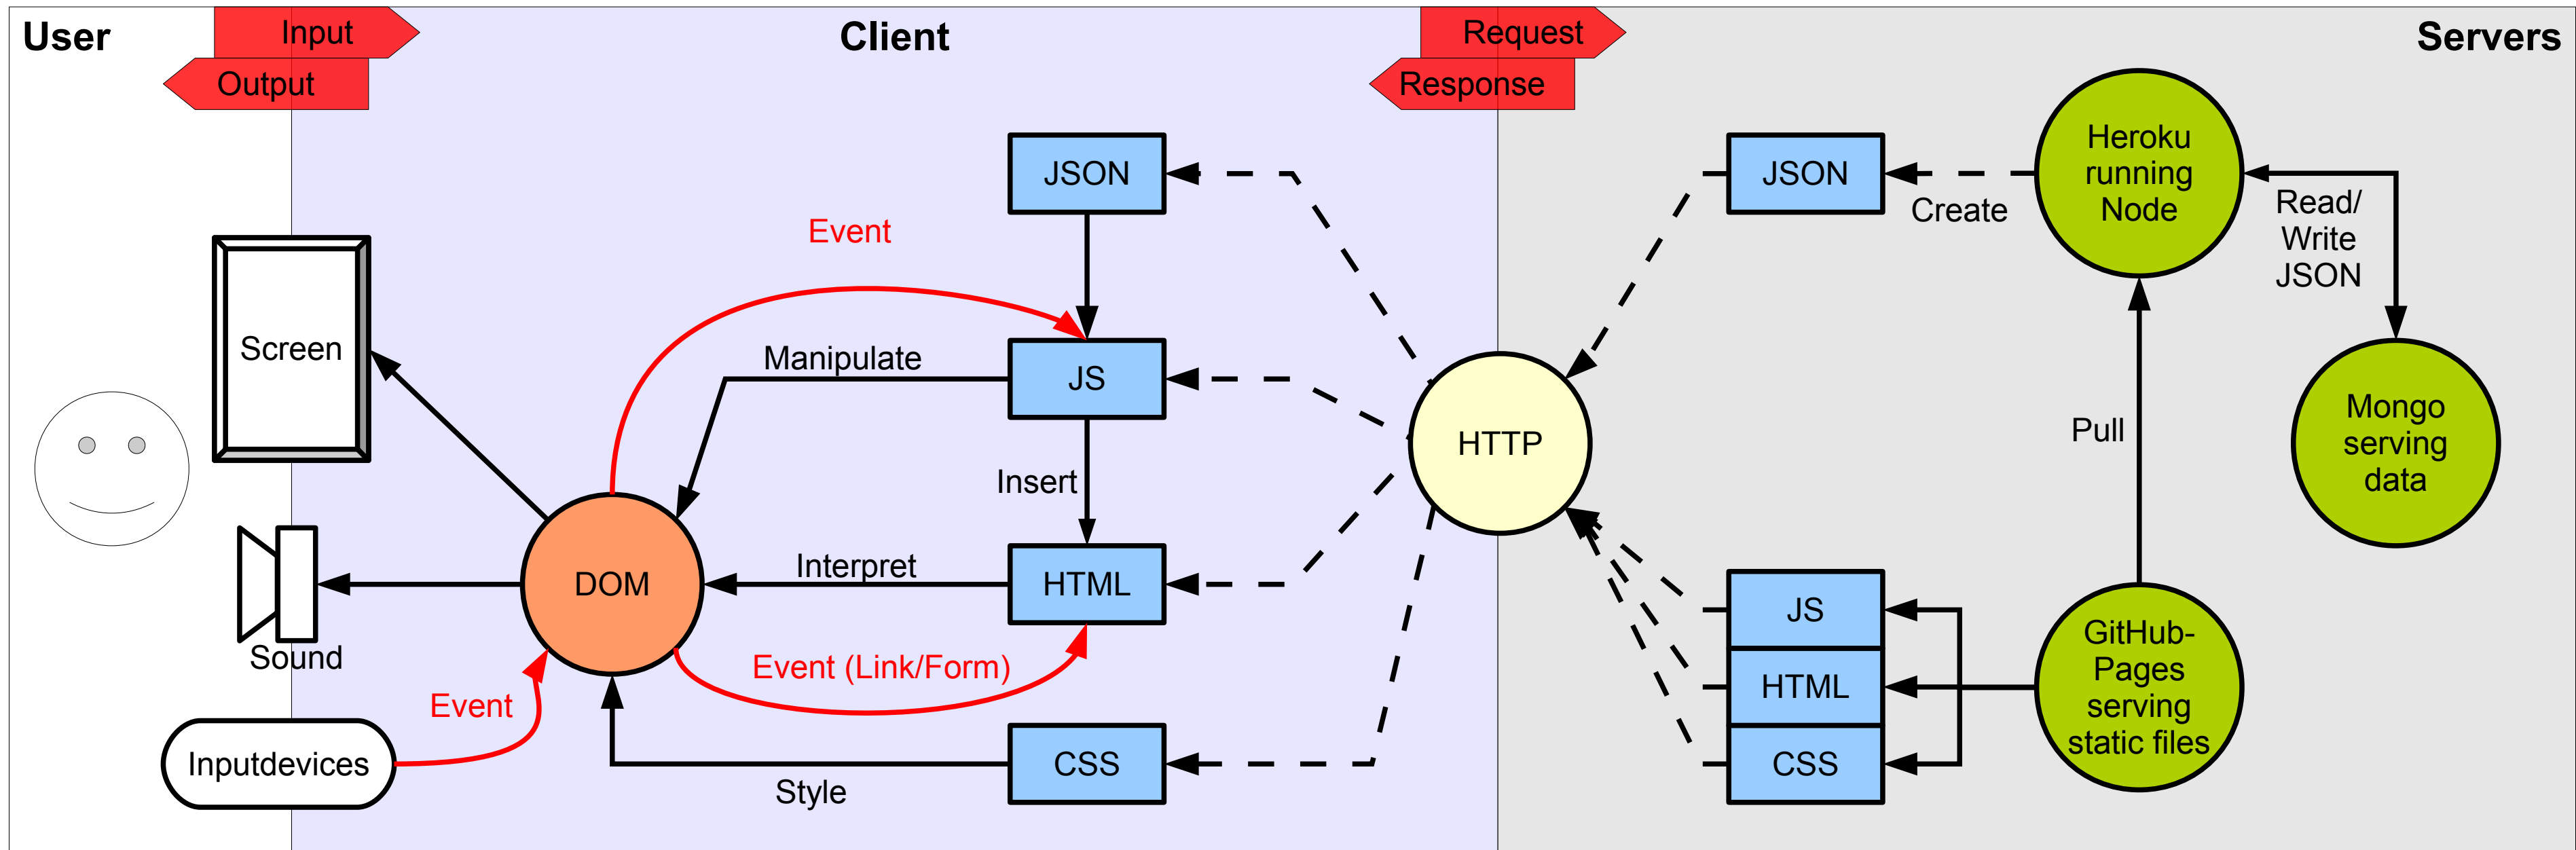 User
Input
Output
Client
Request
Response
Servers
JSON
JSON
Create
Heroku
running
Node
Read/
Write
JSON
Event
Screen
Manipulate
JS
HTTP
Pull
Mongo
serving
data
Insert
DOM
Interpret
HTML
Sound
Event
Event (Link/Form)
Inputdevices
Style
CSS
JS
HTML
CSS
GitHub-
Pages
serving
static files